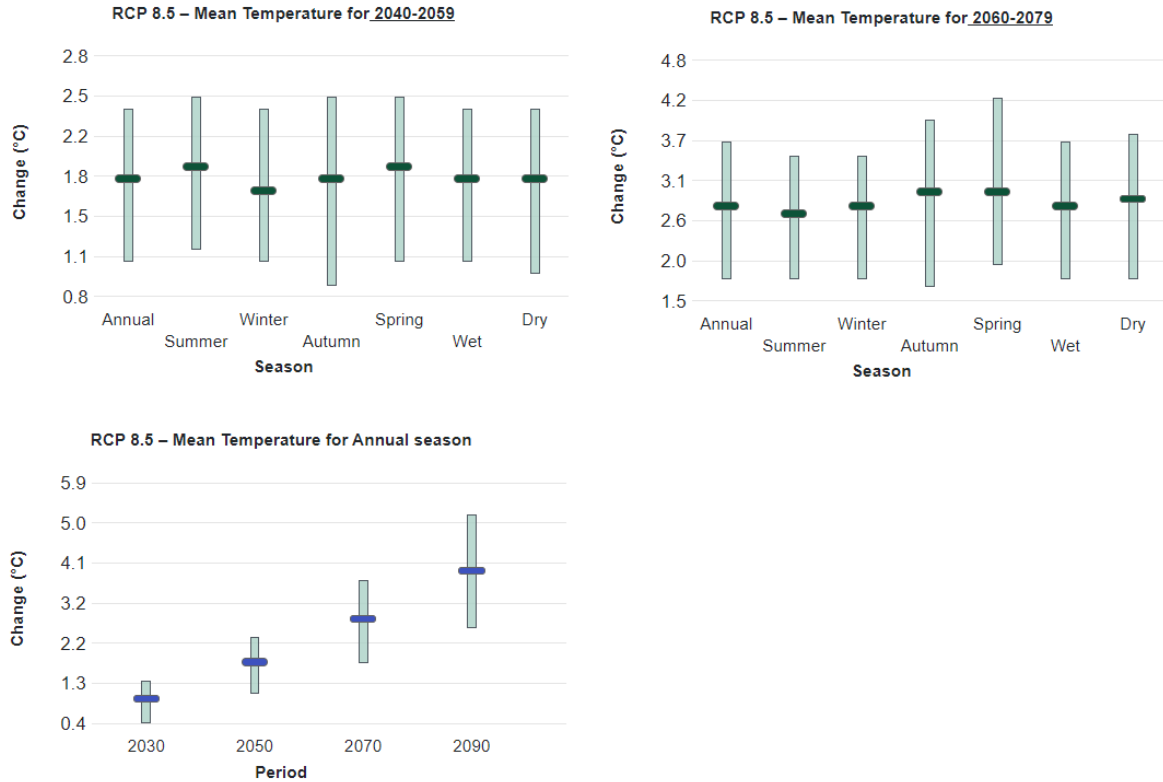 RCP 8.5 – Mean Temperature for 2040-2059
Change (°C)
2.8
2.5
2.2
1.8
1.5
1.1
0.8
Annual
Summer
Winter
Autumn
Spring
Wet
Dry
Season
RCP 8.5 – Mean Temperature for 2060-2079
Change (°C)
4.8
4.2
3.7
3.1
2.6
2.0
1.5
Annual
Summer
Winter
Autumn
Spring
Wet
Dry
Season
RCP 8.5 – Mean Temperature for Annual season
Change (°C)
5.9
5.0
4.1
3.2
2.2
1.3
0.4
2030 2050 2070 2090
Period